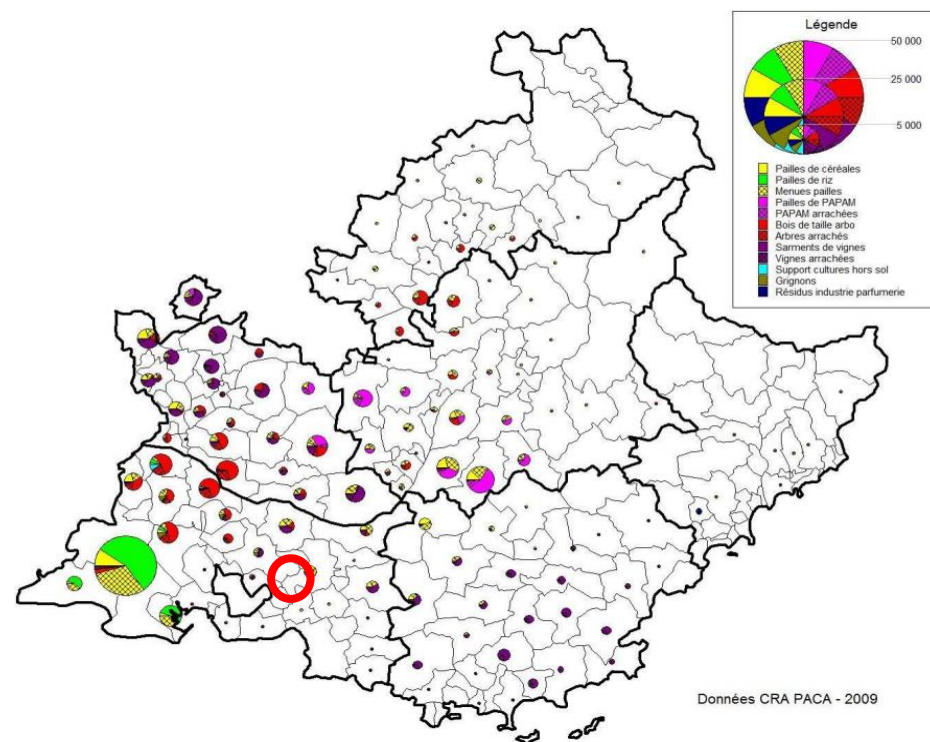 Légende
50 000
25 000
5 000
Pailles de céréales
Pailles de riz
Menues pailles
Pailles de PAPAM
PAPAM arrachées
Bois de taille arbo
Arbres arrachés
Sarments de vignes
Vignes arrachées
Support cultures hors sol
Grignons
Résidus industrie parfumerie
Données CRA PACA - 2009